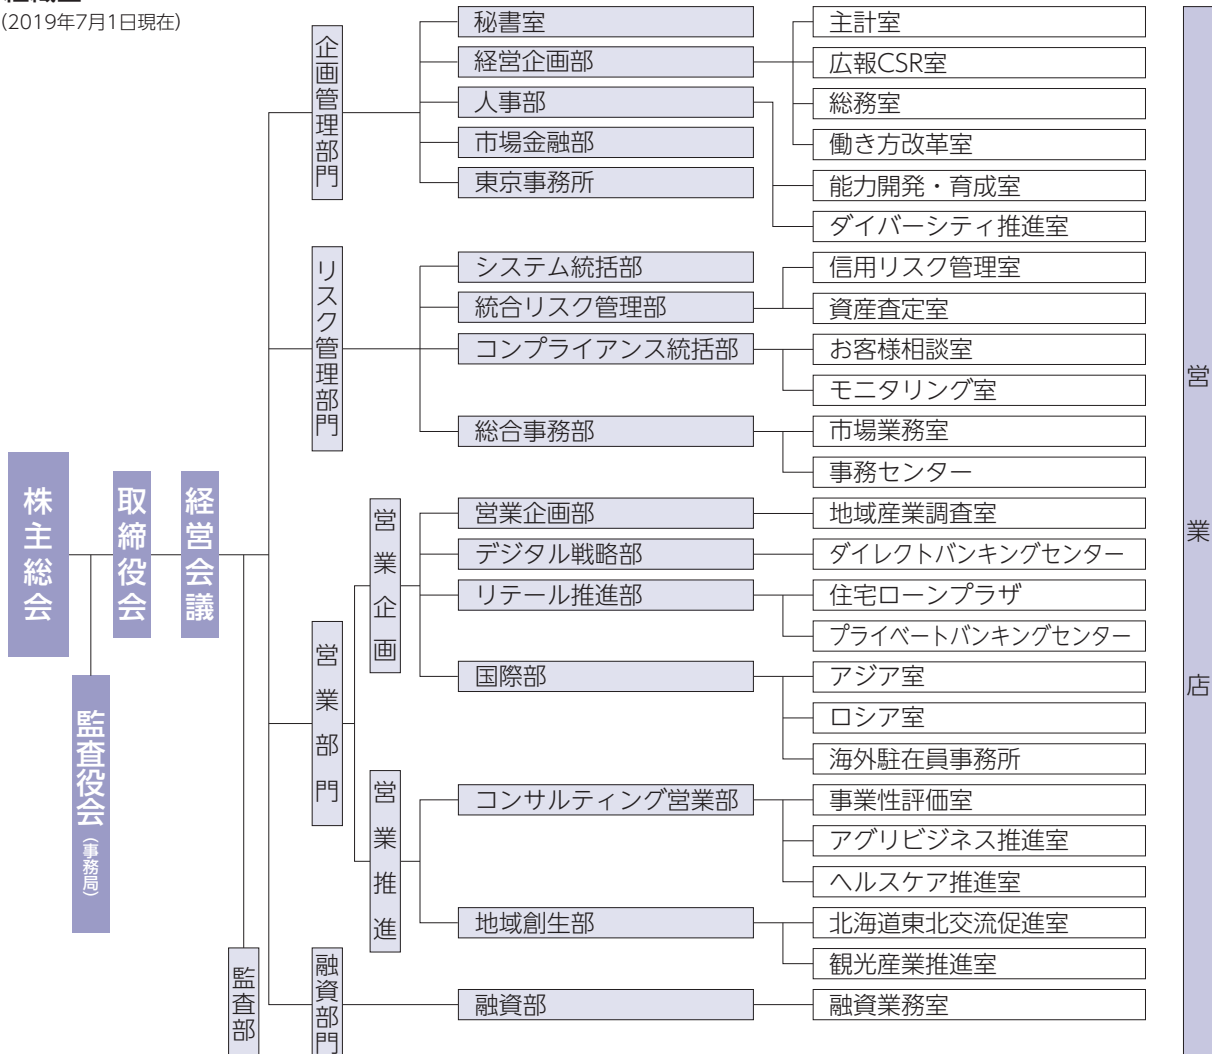 (2019年7月1日現在)
株主総会
監査役会(事務局)
取締役会
経営会議
監査部
企画管理部門
秘書室
経営企画部
主計室
広報CSR室
総務室
働き方改革室
人事部
能力開発・育成室
ダイバーシティ推進室
市場金融部
東京事務所
リスク管理部門
システム統括部
統合リスク管理部
信用リスク管理室
資産査定室
コンプライアンス統括部
お客様相談室
モニタリング室
総合事務部
市場業務室
事務センター
営業部門
営業企画
営業企画部
地域産業調査室
デジタル戦略部
ダイレクトバンキングセンター
リテール推進部
住宅ローンプラザ
プライベートバンキングセンター
国際部
アジア室
ロシア室
海外駐在員事務所
営業推進
コンサルティング営業部
事業性評価室
アグリビジネス推進室
ヘルスケア推進室
地域創生部
北海道東北交流促進室
観光産業推進室
融資部門
融資部
融資業務室
営業店